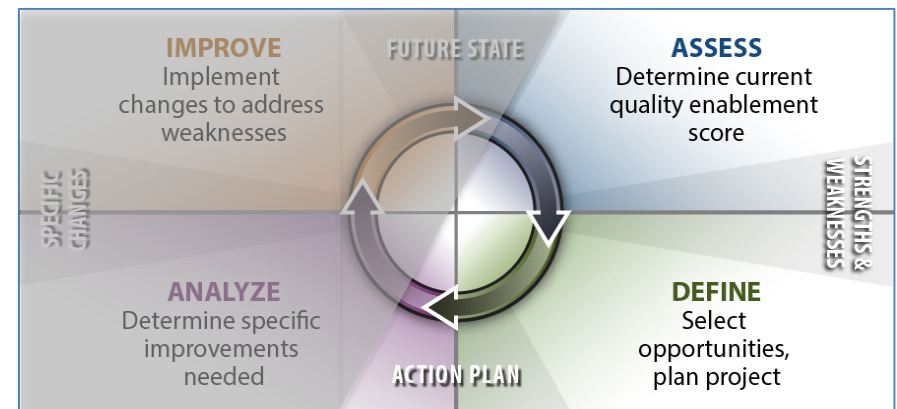 IMPROVE
Implement
changes to address
weaknesses
FUTURE STATE
ASSESS
Determine current
quality enablement
score
SPECIFIC
CHANGES
STRENGTHS &
WEAKNESSES
ANALYZE
Determine specific
improvements
needed
ACTION PLAN
DEFINE
Select
opportunities,
plan project